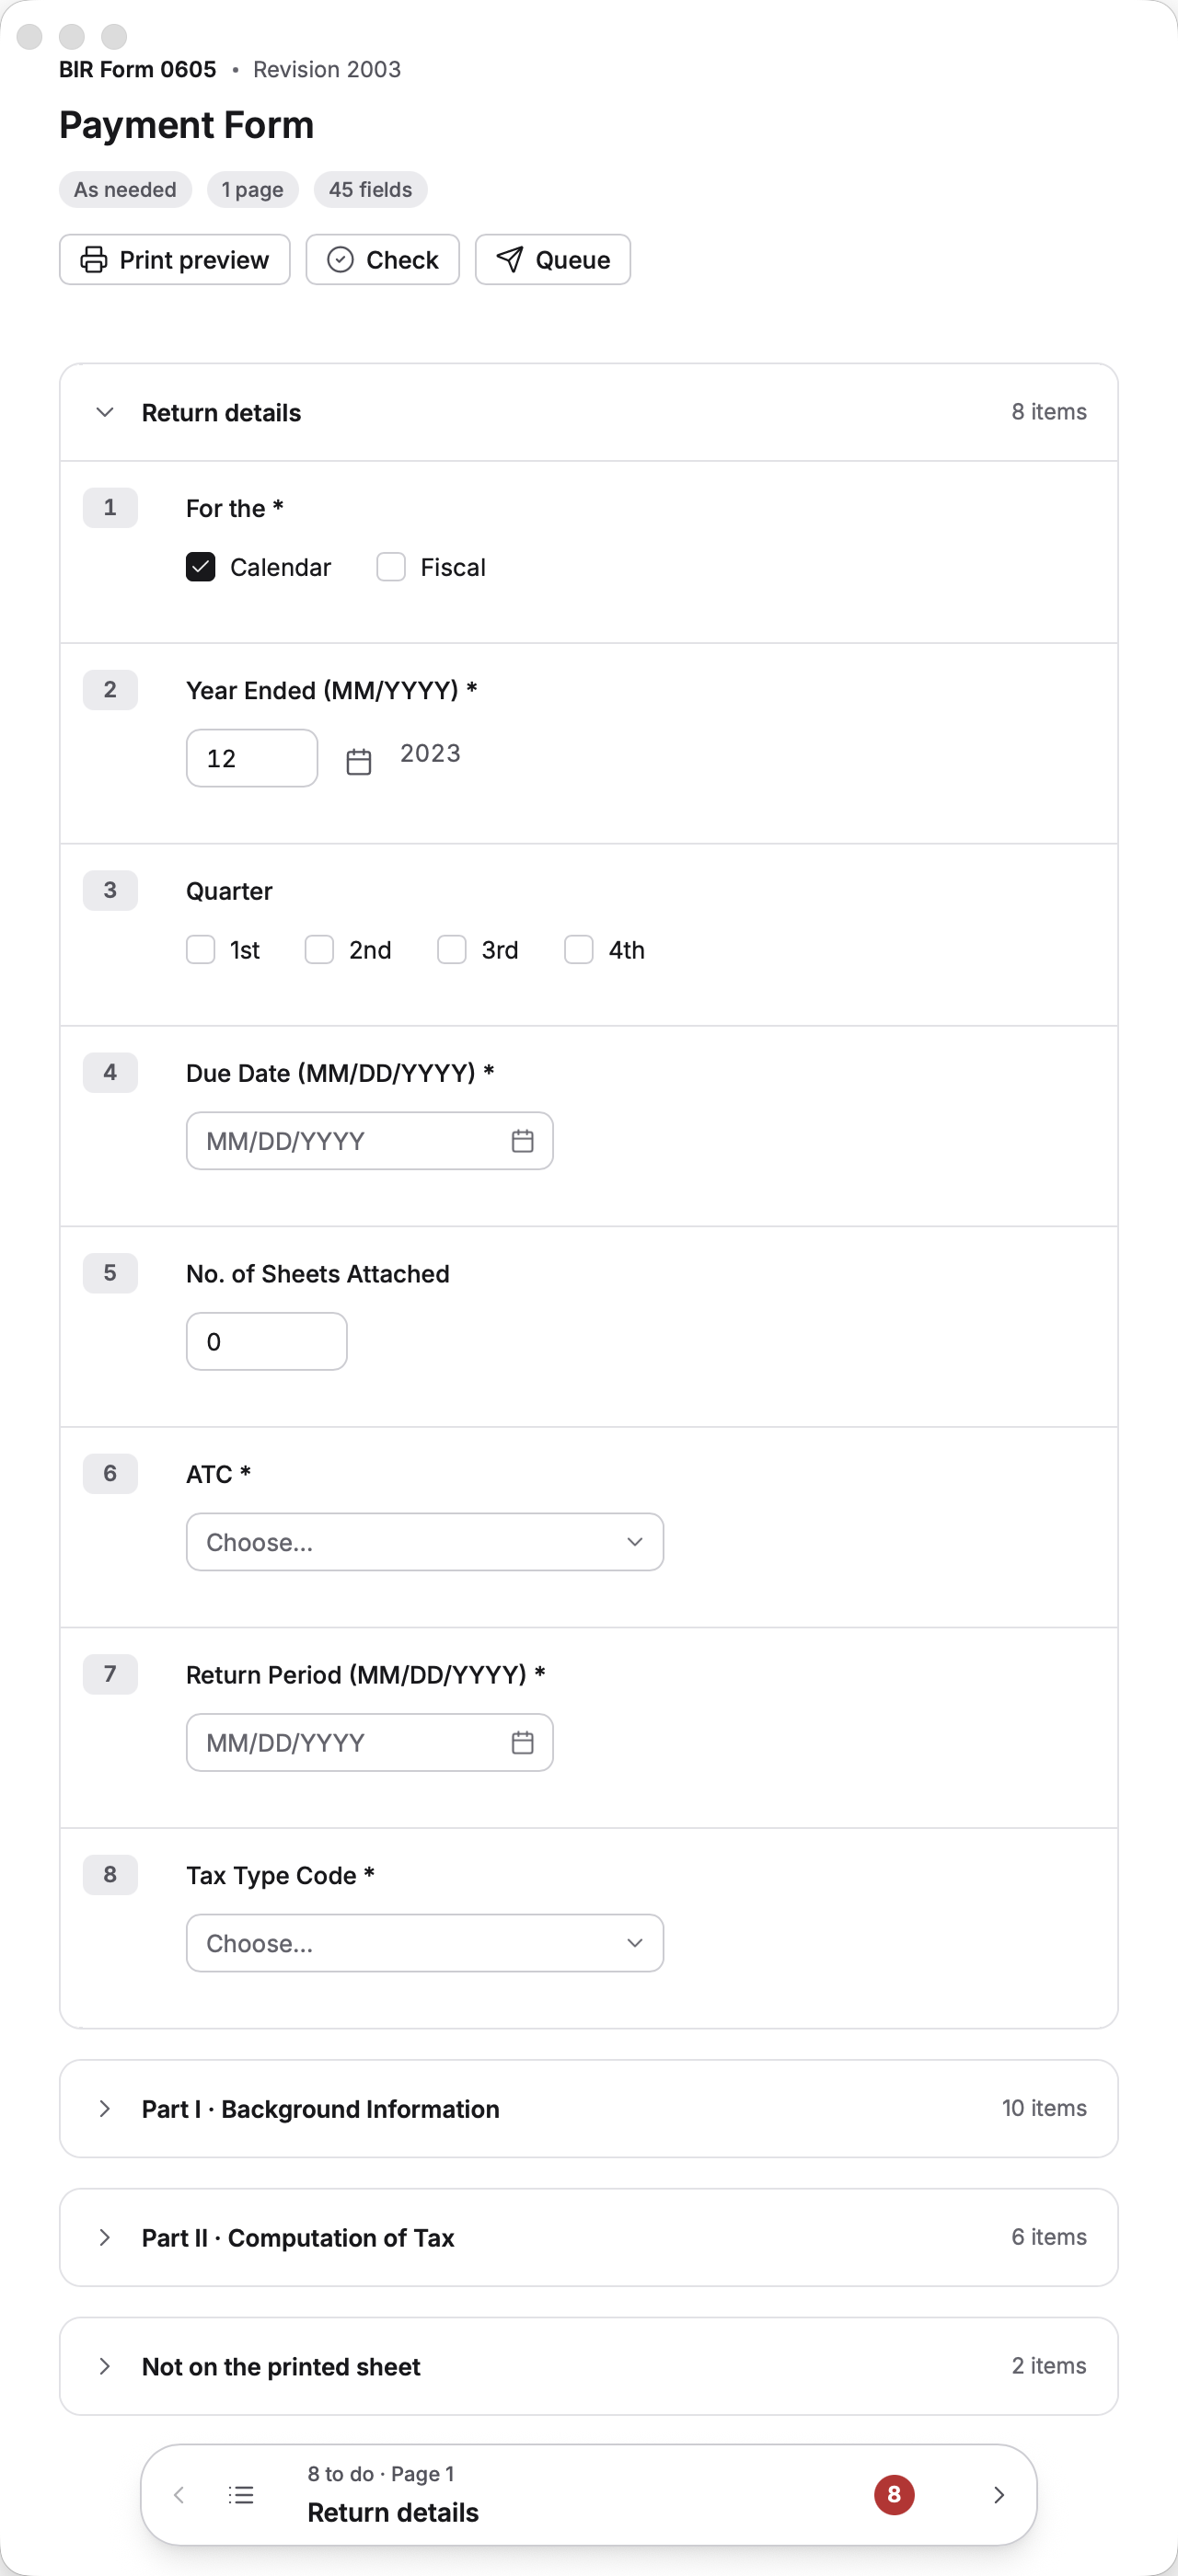 BIR Form 0605 • Revision 2003
Payment Form
As needed 1 page 45 fields
Print preview Check Queue
Return details 8 items
1 For the *
Calendar Fiscal
2 Year Ended (MM/YYYY) *
12 2023
3 Quarter
1st 2nd 3rd 4th
4 Due Date (MM/DD/YYYY) *
MM/DD/YYYY
5 No. of Sheets Attached
0
6 ATC *
Choose...
7 Return Period (MM/DD/YYYY) *
MM/DD/YYYY
8 Tax Type Code *
Choose...
Part I · Background Information 10 items
Part II · Computation of Tax 6 items
Not on the printed sheet 2 items
8 to do · Page 1
Return details 8